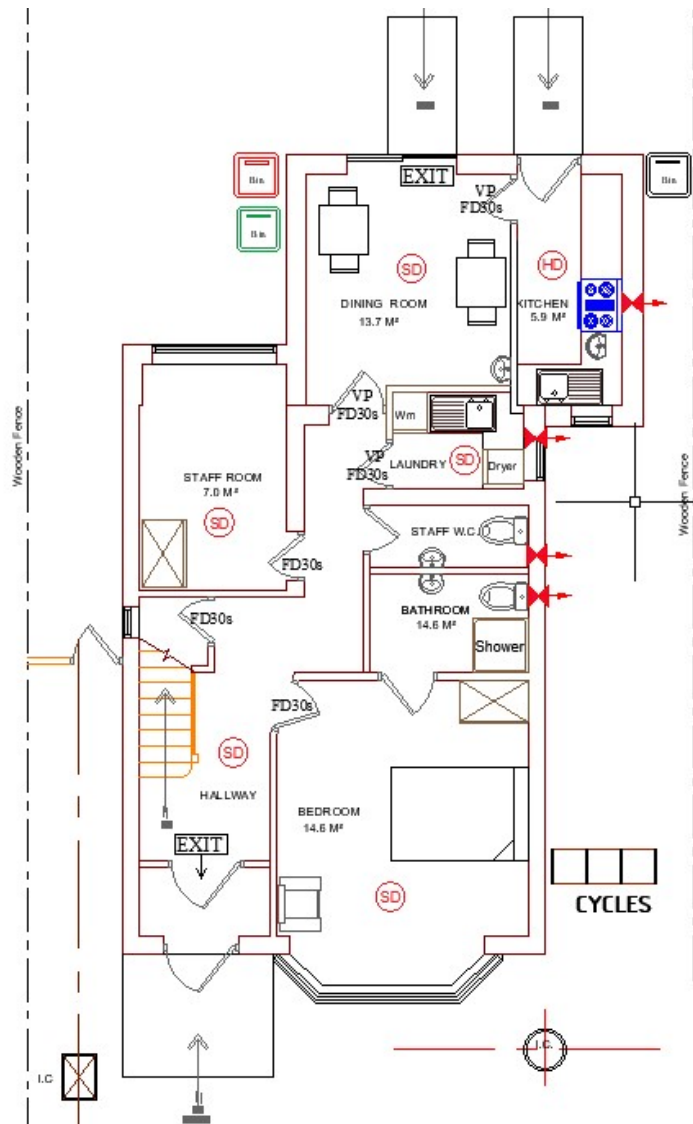 EXIT
VP
FD30s
Bin
Bin
Bin
SD
HD
DINING ROOM
13.7 M²
KITCHEN
5.9 M²
VP
FD30s
Wm
Wooden Fence
VP
FD30s
LAUNDRY
SD
Dryer
STAFF ROOM
7.0 M²
Wooden Fence
SD
STAFF W.C.
FD30s
BATHROOM
14.6 M²
FD30s
Shower
FD30s
SD
HALLWAY
BEDROOM
14.6 M²
EXIT
SD
CYCLES
I.C.
I.C